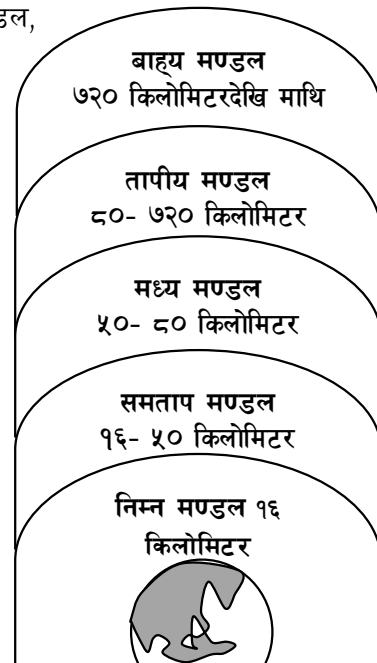 डल,
बाह्य मण्डल
७२० किलोमिटरदेखि माथि
तापीय मण्डल
८०- ७२० किलोमिटर
मध्य मण्डल
५०- ८० किलोमिटर
समताप मण्डल
१६- ५० किलोमिटर
निम्न मण्डल १६
किलोमिटर